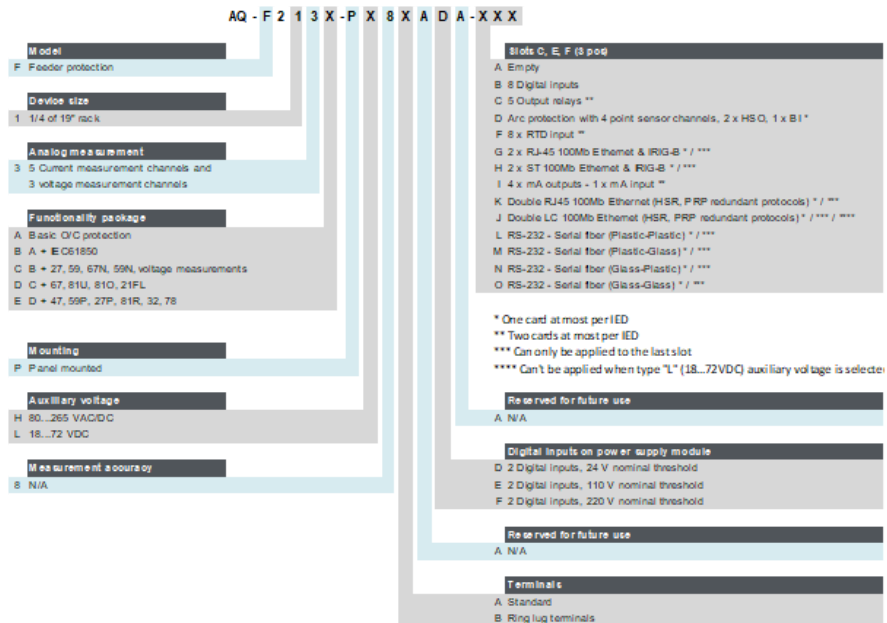 AQ - F 2 1 3 X - P X 8 X A D A - X X X
Model
F Feeder protection
Device size
1 1/4 of 19" rack
Analog measurement
3 5 Current measurement channels and
3 voltage measurement channels
Functionality package
A Basic O/C protection
B A + IEC61850
C B + 27, 59, 67N, 59N, voltage measurements
D C + 67, 81U, 81O, 21FL
E D + 47, 59P, 27P, 81R, 32, 78
Mounting
P Panel mounted
Auxiliary voltage
H 80...265 VAC/DC
L 18...72 VDC
Measurement accuracy
8 N/A
Slots C, E, F (3 pos)
A Empty
B 8 Digital inputs
C 5 Output relays **
D Arc protection with 4 point sensor channels, 2 x HSO, 1 x BI *
F 8 x RTD input **
G 2 x RJ-45 100Mb Ethernet & IRIG-B * / ***
H 2 x ST 100Mb Ethernet & IRIG-B * / ***
I 4 x mA outputs - 1 x mA input **
K Double RJ45 100Mb Ethernet (HSR, PRP redundant protocols) * / ***
J Double LC 100Mb Ethernet (HSR, PRP redundant protocols) * / *** / ****
L RS-232 - Serial fiber (Plastic-Plastic) * / ***
M RS-232 - Serial fiber (Plastic-Glass) * / ***
N RS-232 - Serial fiber (Glass-Plastic) * / ***
O RS-232 - Serial fiber (Glass-Glass) * / ***
* One card at most per IED
** Two cards at most per IED
*** Can only be applied to the last slot
**** Can't be applied when type "L" (18...72VDC) auxiliary voltage is selecte
Reserved for future use
A N/A
Digital inputs on power supply module
D 2 Digital inputs, 24 V nominal threshold
E 2 Digital inputs, 110 V nominal threshold
F 2 Digital inputs, 220 V nominal threshold
Reserved for future use
A N/A
Terminals
A Standard
B Ring lug terminals